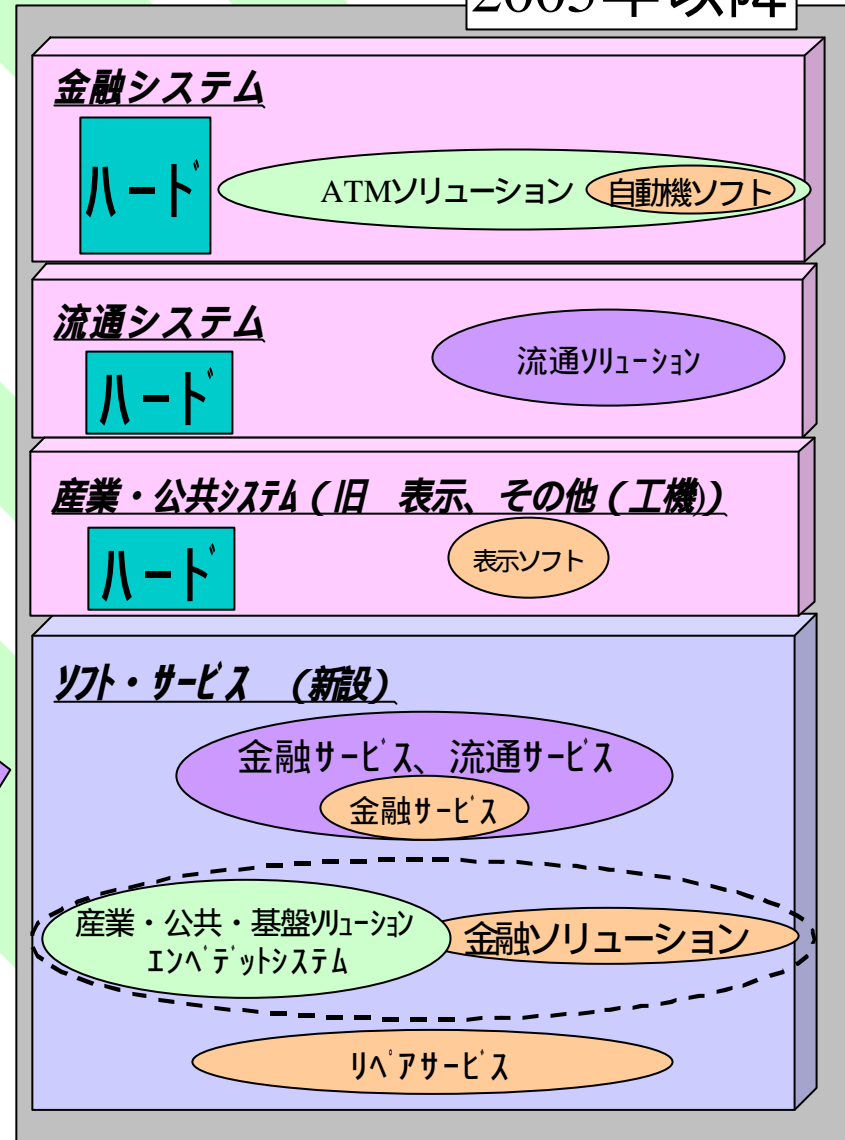 2005年以降
金融システム
ハード
ATMソリューション
自動機ソフト
流通システム
ハード
流通ｿﾘｭｰｼｮﾝ
産業・公共ｼｽﾃﾑ（旧　表示、その他（工機)）
ハード
表示ソフト
ｿﾌﾄ・ｻｰﾋﾞｽ　（新設）
金融ｻｰﾋﾞｽ、流通ｻｰﾋﾞｽ
金融ｻｰﾋﾞｽ
産業・公共・基盤ｿﾘｭｰｼｮﾝ
ｴﾝﾍﾞﾃﾞｯﾄｼｽﾃﾑ
金融ソリューション
ﾘﾍﾟｱｻｰﾋﾞｽ